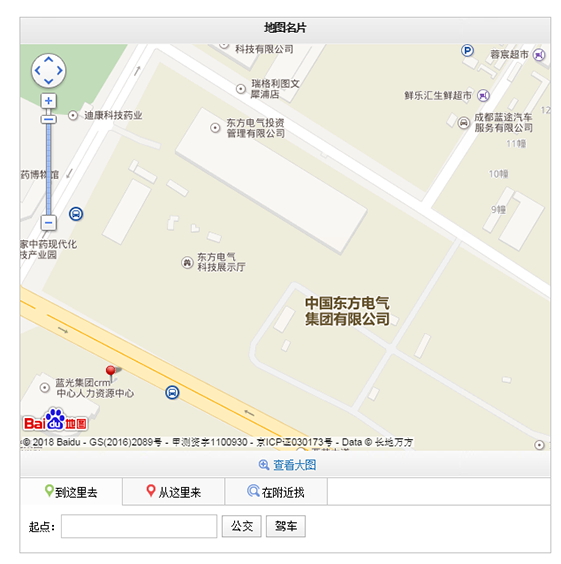 地图名片
科技有限公司
P
蓉宸超市
瑞格利图文
犀浦店
鲜乐汇生鲜超市
迪康科技药业
东方电气投资
管理有限公司
成都蓝途汽车
服务有限公司
12
11幢
药博物馆
10幢
9幢
家中药现代化
技产业园
东方电气
科技展示厅
中国东方电气
集团有限公司
蓝光集团crm
中心人力资源中心
Bai du 地图
© 2018 Baidu - GS(2016)2089号 - 甲测资字1100930 - 京ICP证030173号 - Data © 长地万方
查看大图
到这里去
从这里来
在附近找
起点:
公交
驾车